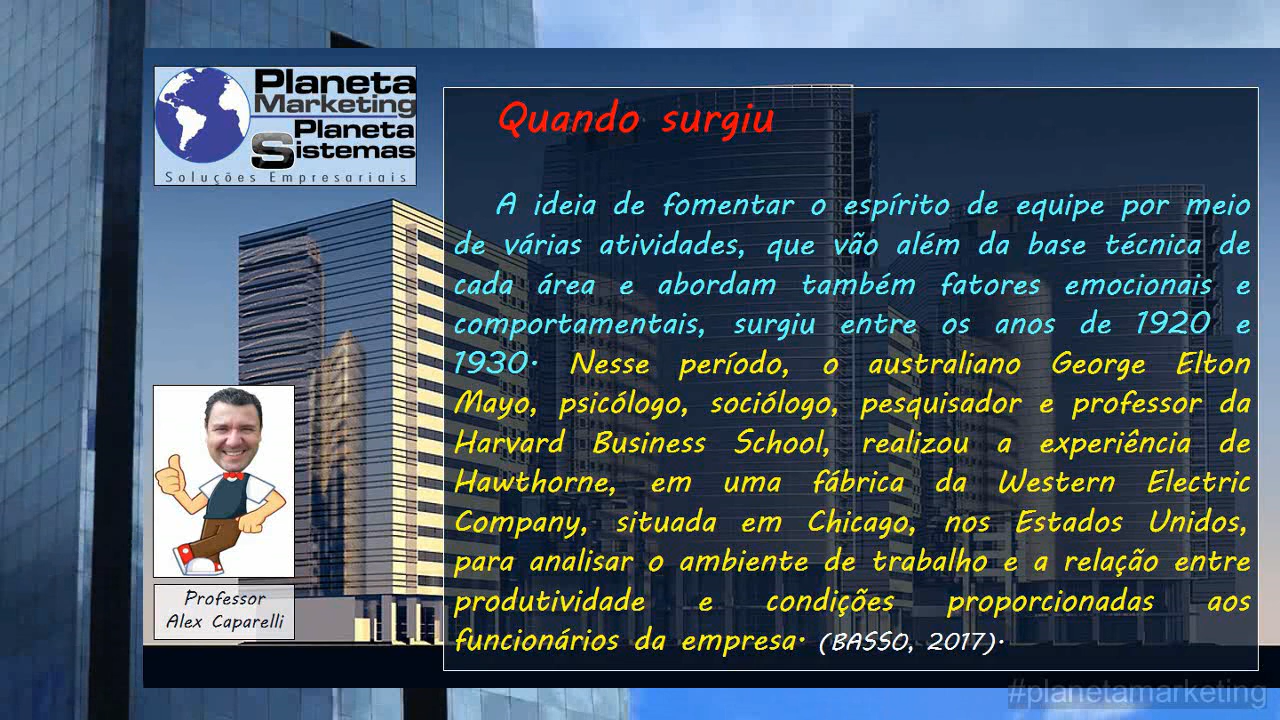 Planeta
Marketing
Planeta
Sistemas
Soluções Empresariais
Quando surgiu
A ideia de fomentar o espírito de equipe por meio
de várias atividades, que vão além da base técnica de
cada área e abordam também fatores emocionais e
comportamentais, surgiu entre os anos de 1920 e
1930. Nesse período, o australiano George Elton
Mayo, psicólogo, sociólogo, pesquisador e professor da
Harvard Business School, realizou a experiência de
Hawthorne, em uma fábrica da Western Electric
Company, situada em Chicago, nos Estados Unidos,
para analisar o ambiente de trabalho e a relação entre
produtividade e condições proporcionadas aos
funcionários da empresa. (BASSO, 2017).
Professor
Alex Caparelli
#planetamarketing